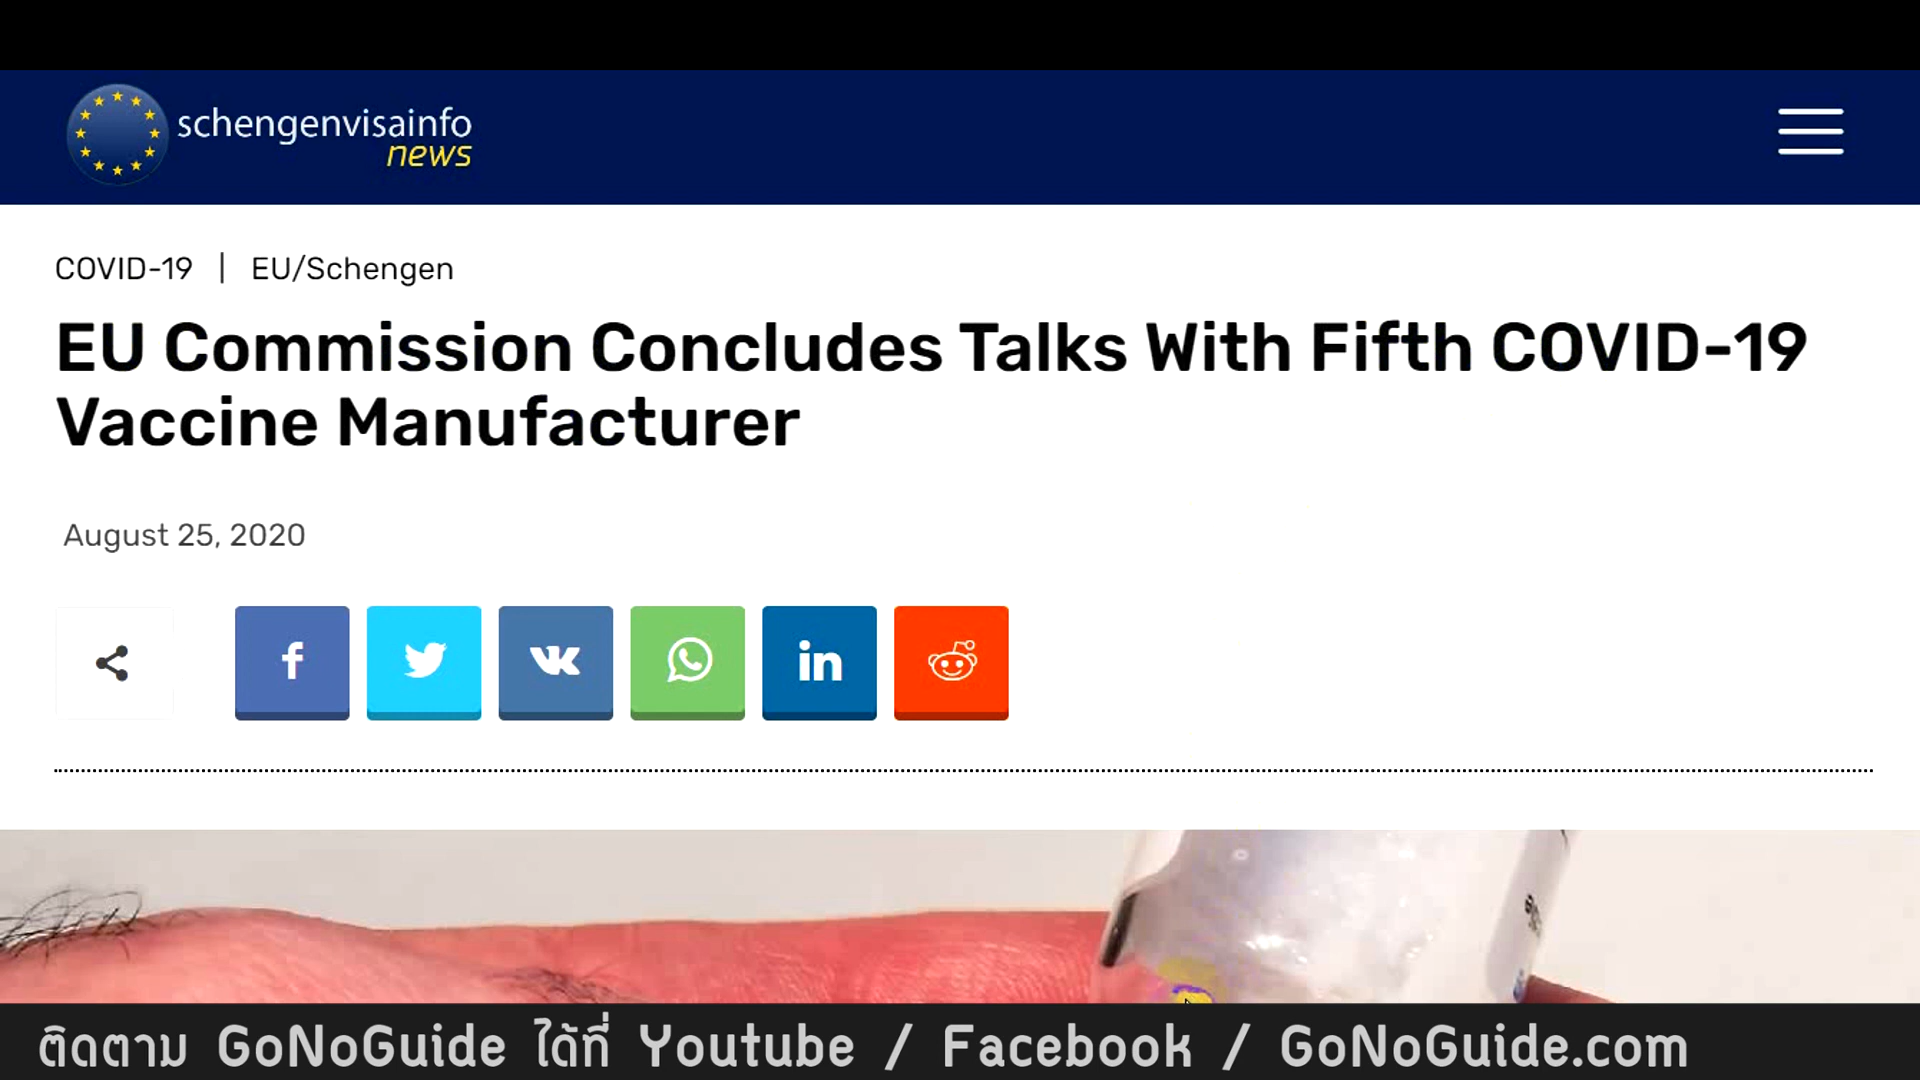 schengenvisainfo
news
COVID-19 | EU/Schengen
EU Commission Concludes Talks With Fifth COVID-19
Vaccine Manufacturer
August 25, 2020
ติดตาม GoNoGuide ได้ที่ Youtube / Facebook / GoNoGuide.com